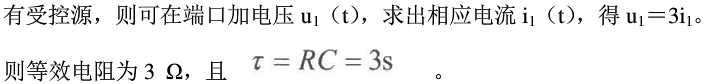 有受控源，则可在端口加电压 u₁（t），求出相应电流 i₁（t），得 u₁＝3i₁。
则等效电阻为 3 Ω，且 τ = RC = 3s 。